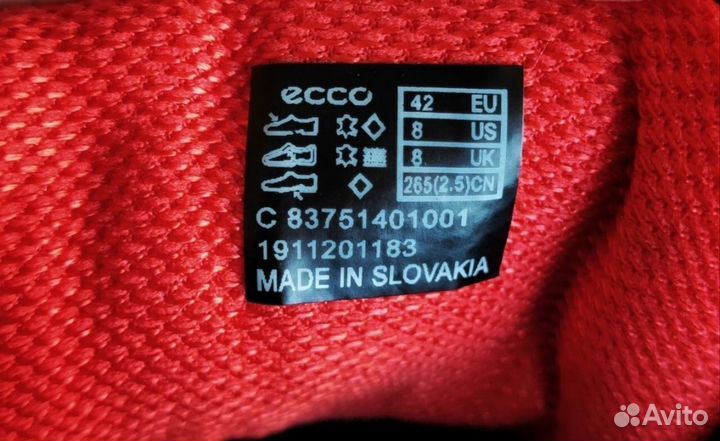 ecco
42 EU
8 US
8 UK
265(2.5)CN
C 83751401001
1911201183
MADE IN SLOVAKIA
Avito